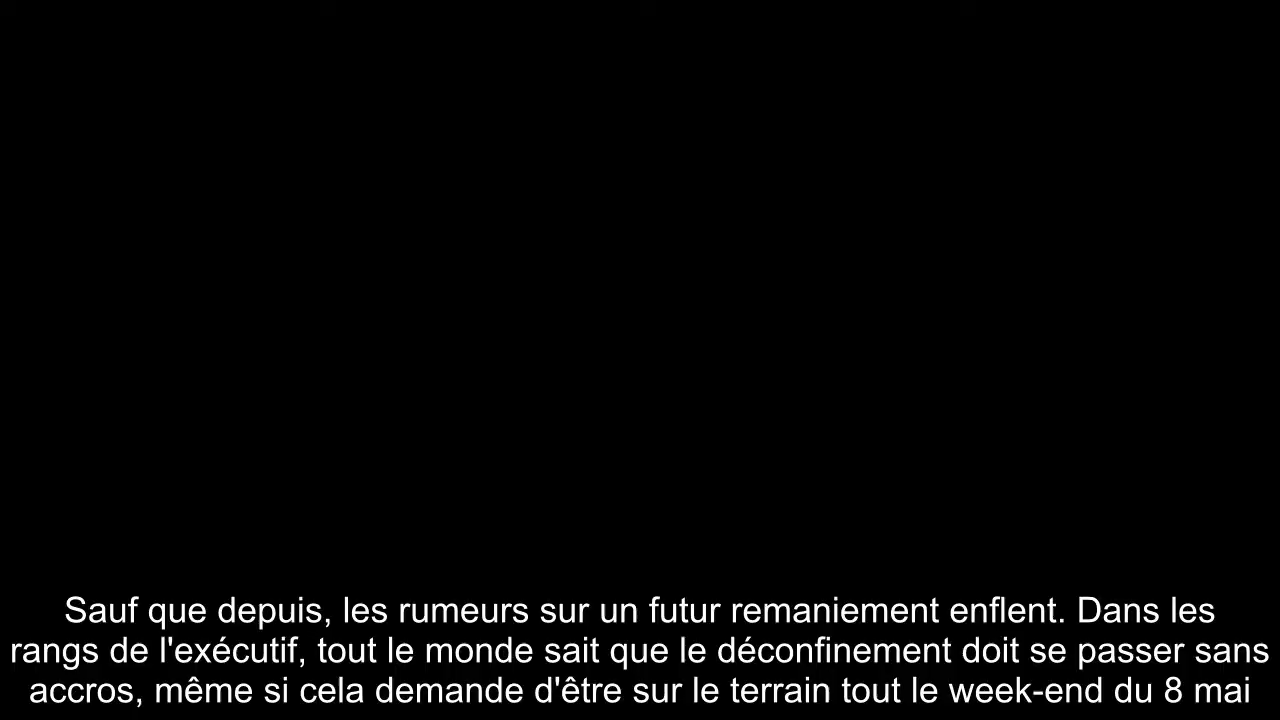 Sauf que depuis, les rumeurs sur un futur remaniement enflent. Dans les
rangs de l'exécutif, tout le monde sait que le déconfinement doit se passer sans
accros, même si cela demande d'être sur le terrain tout le week-end du 8 mai